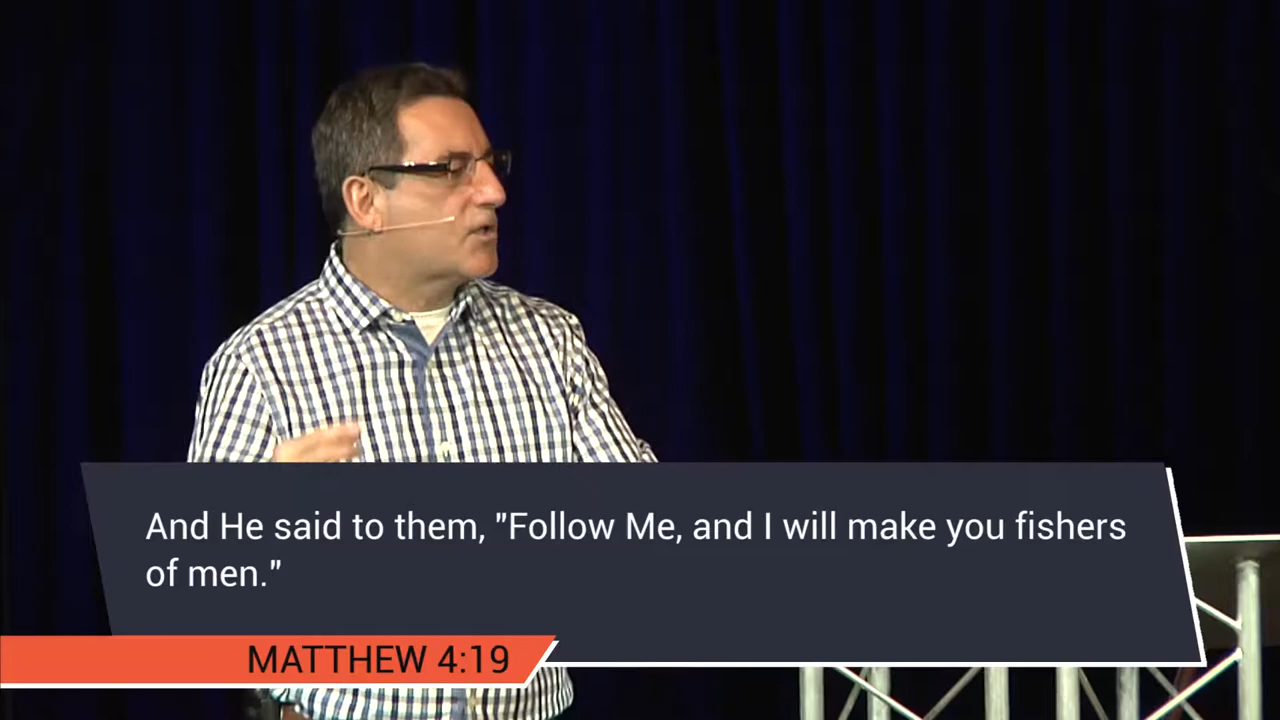 And He said to them, "Follow Me, and I will make you fishers
of men."
MATTHEW 4:19